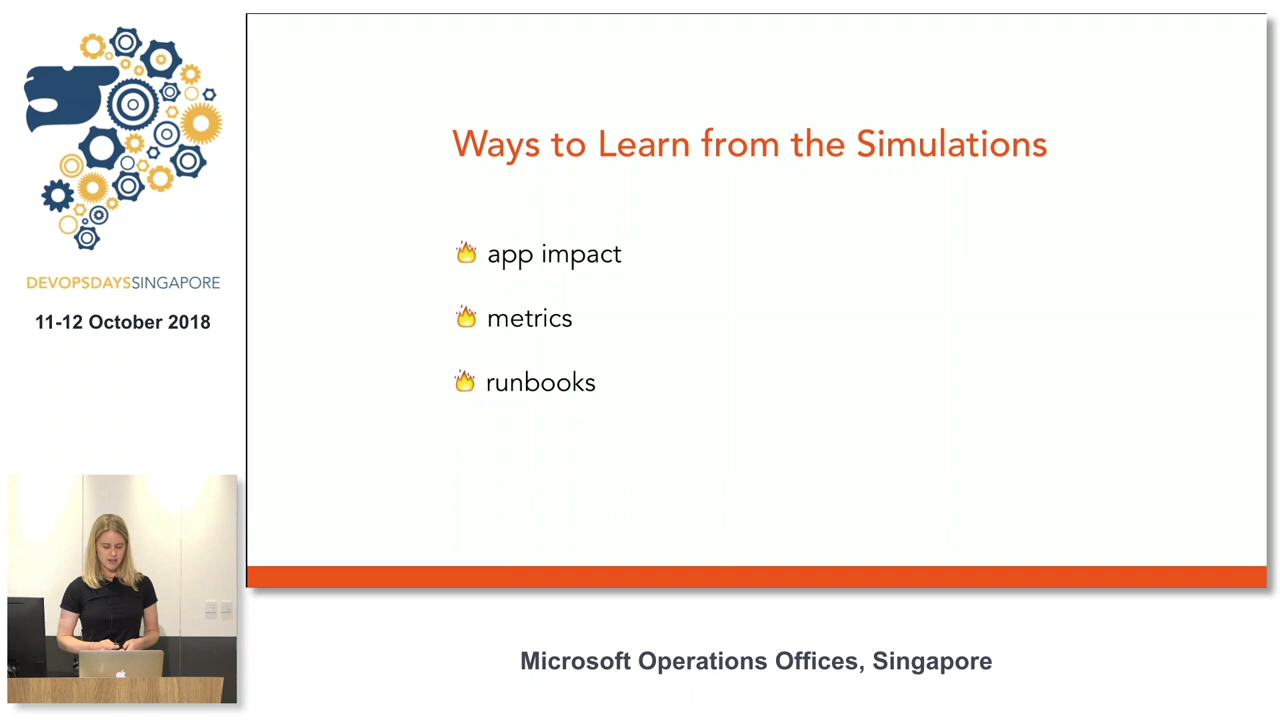 DEVOPSDAYSSINGAPORE
11-12 October 2018
Ways to Learn from the Simulations
🔥 app impact
🔥 metrics
🔥 runbooks
Microsoft Operations Offices, Singapore